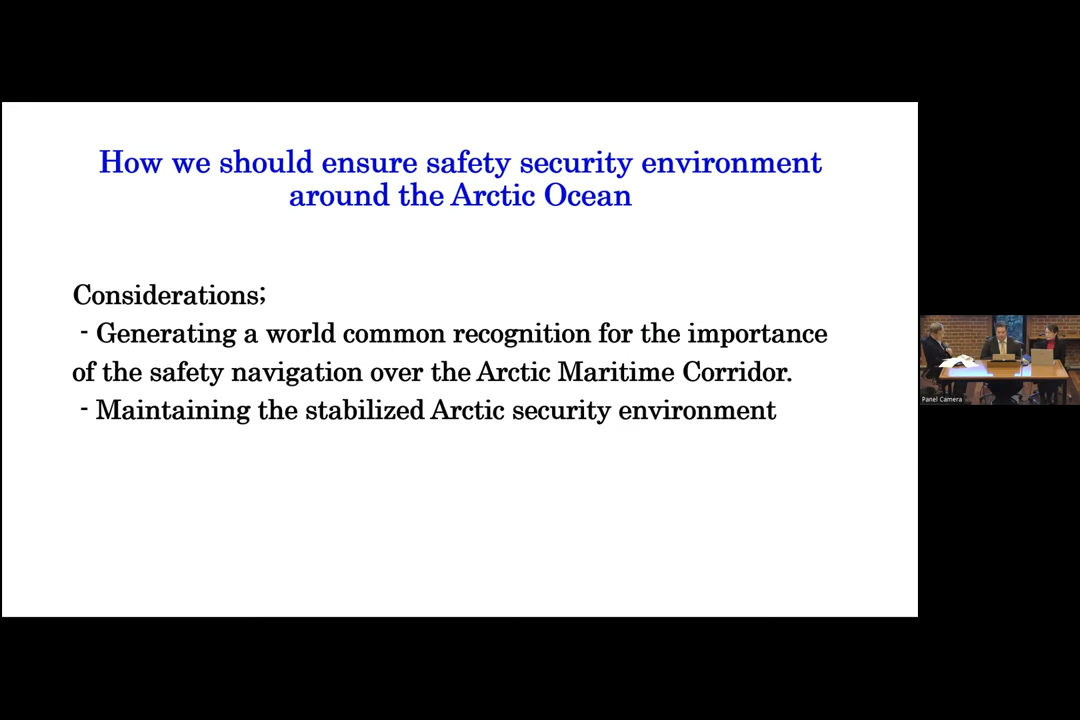 How we should ensure safety security environment
around the Arctic Ocean
Considerations;
- Generating a world common recognition for the importance
of the safety navigation over the Arctic Maritime Corridor.
- Maintaining the stabilized Arctic security environment
Panel Camera